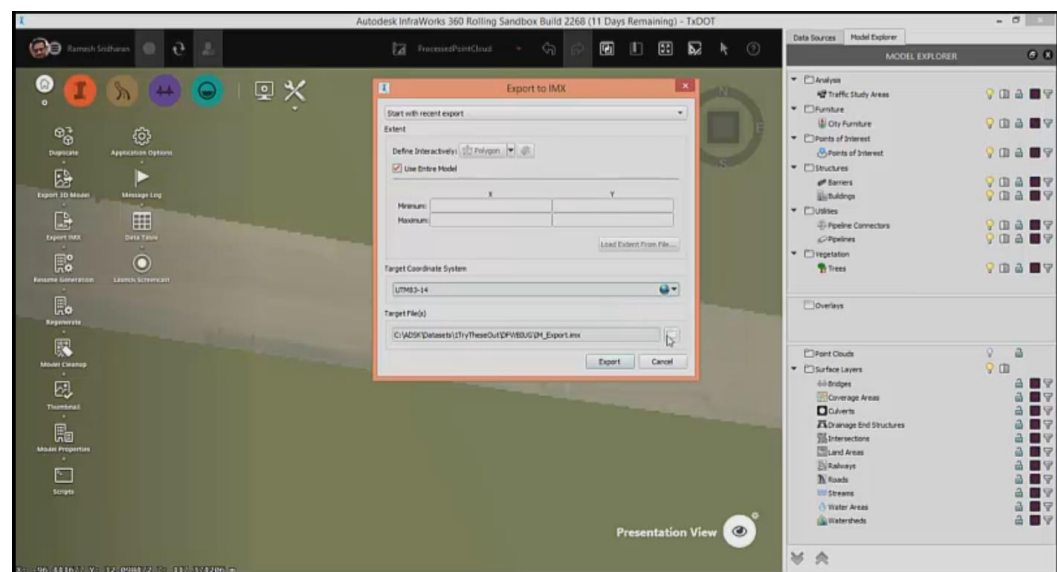 Autodesk InfraWorks 360 Rolling Sandbox Build 2268 (11 Days Remaining) - TxDOT
Ramesh Sridharan
ProcessedPointCloud
Data Sources
Model Explorer
MODEL EXPLORER
Duplicate
Application Options
Export 3D Model
Message Log
Export IMX
Data Table
Resume Generation
Launch Screencast
Regenerate
Model Cleanup
Thumbnail
Model Properties
Scripts
N
E
S
Export to IMX
Start with recent export
Extent
Define Interactively:
Polygon
Use Entire Model
X
Y
Minimum:
Maximum:
Load Extent From File...
Target Coordinate System
UTM83-14
Target File(s)
Export
Cancel
Presentation View
Analysis
Traffic Study Areas
Furniture
City Furniture
Points of Interest
Points of Interest
Structures
Barriers
Buildings
Utilities
Pipeline Connectors
Pipelines
Vegetation
Trees
Overlays
Point Clouds
Surface Layers
Bridges
Coverage Areas
Culverts
Drainage End Structures
Intersections
Land Areas
Railways
Roads
Streams
Water Areas
Watersheds